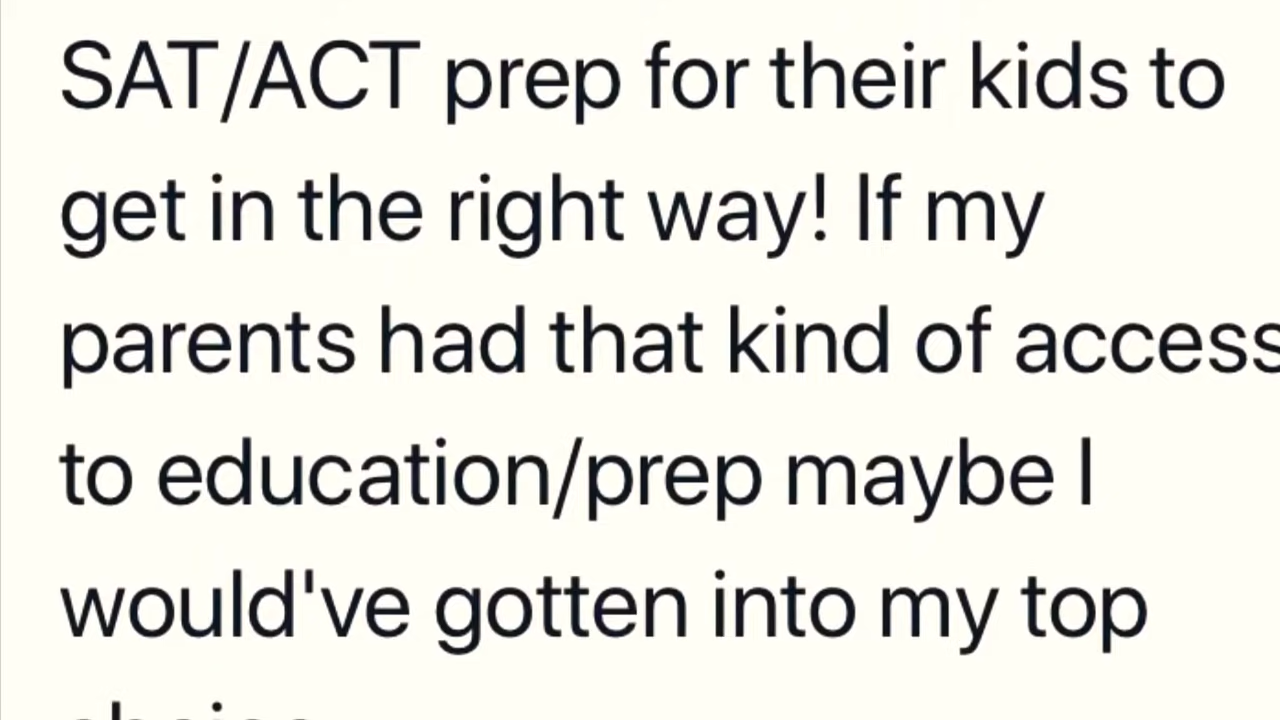 SAT/ACT prep for their kids to
get in the right way! If my
parents had that kind of access
to education/prep maybe I
would've gotten into my top